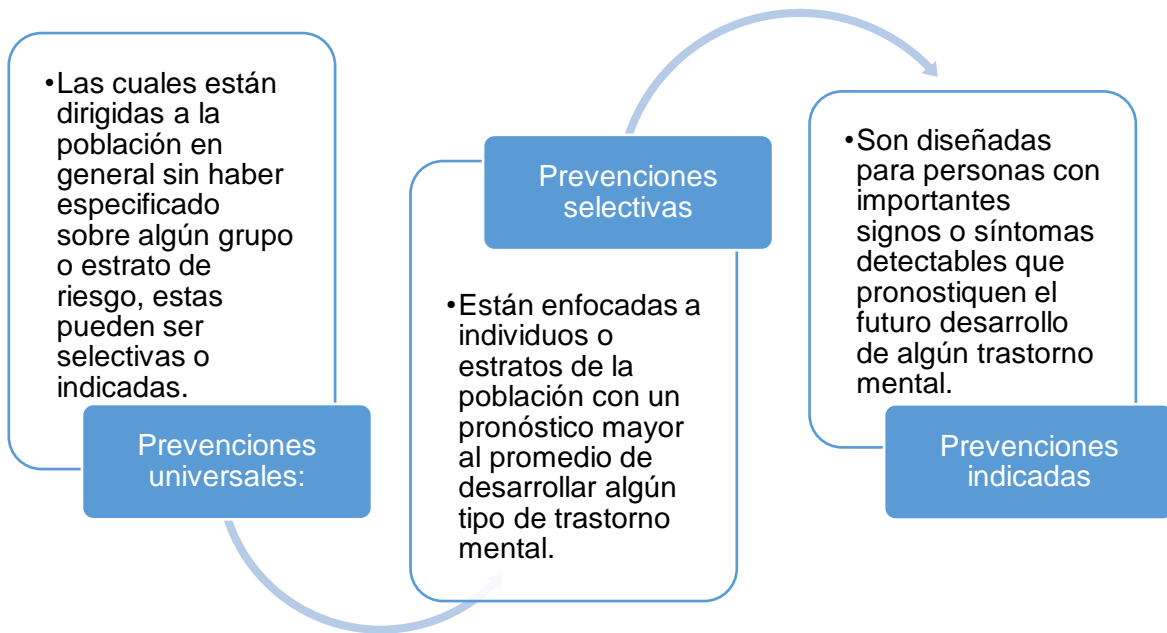 •Las cuales están
dirigidas a la
población en
general sin haber
especificado
sobre algún grupo
o estrato de
riesgo, estas
pueden ser
selectivas o
indicadas.
Prevenciones
universales:
Prevenciones
selectivas
•Están enfocadas a
individuos o
estratos de la
población con un
pronóstico mayor
al promedio de
desarrollar algún
tipo de trastorno
mental.
•Son diseñadas
para personas con
importantes
signos o síntomas
detectables que
pronostiquen el
futuro desarrollo
de algún trastorno
mental.
Prevenciones
indicadas